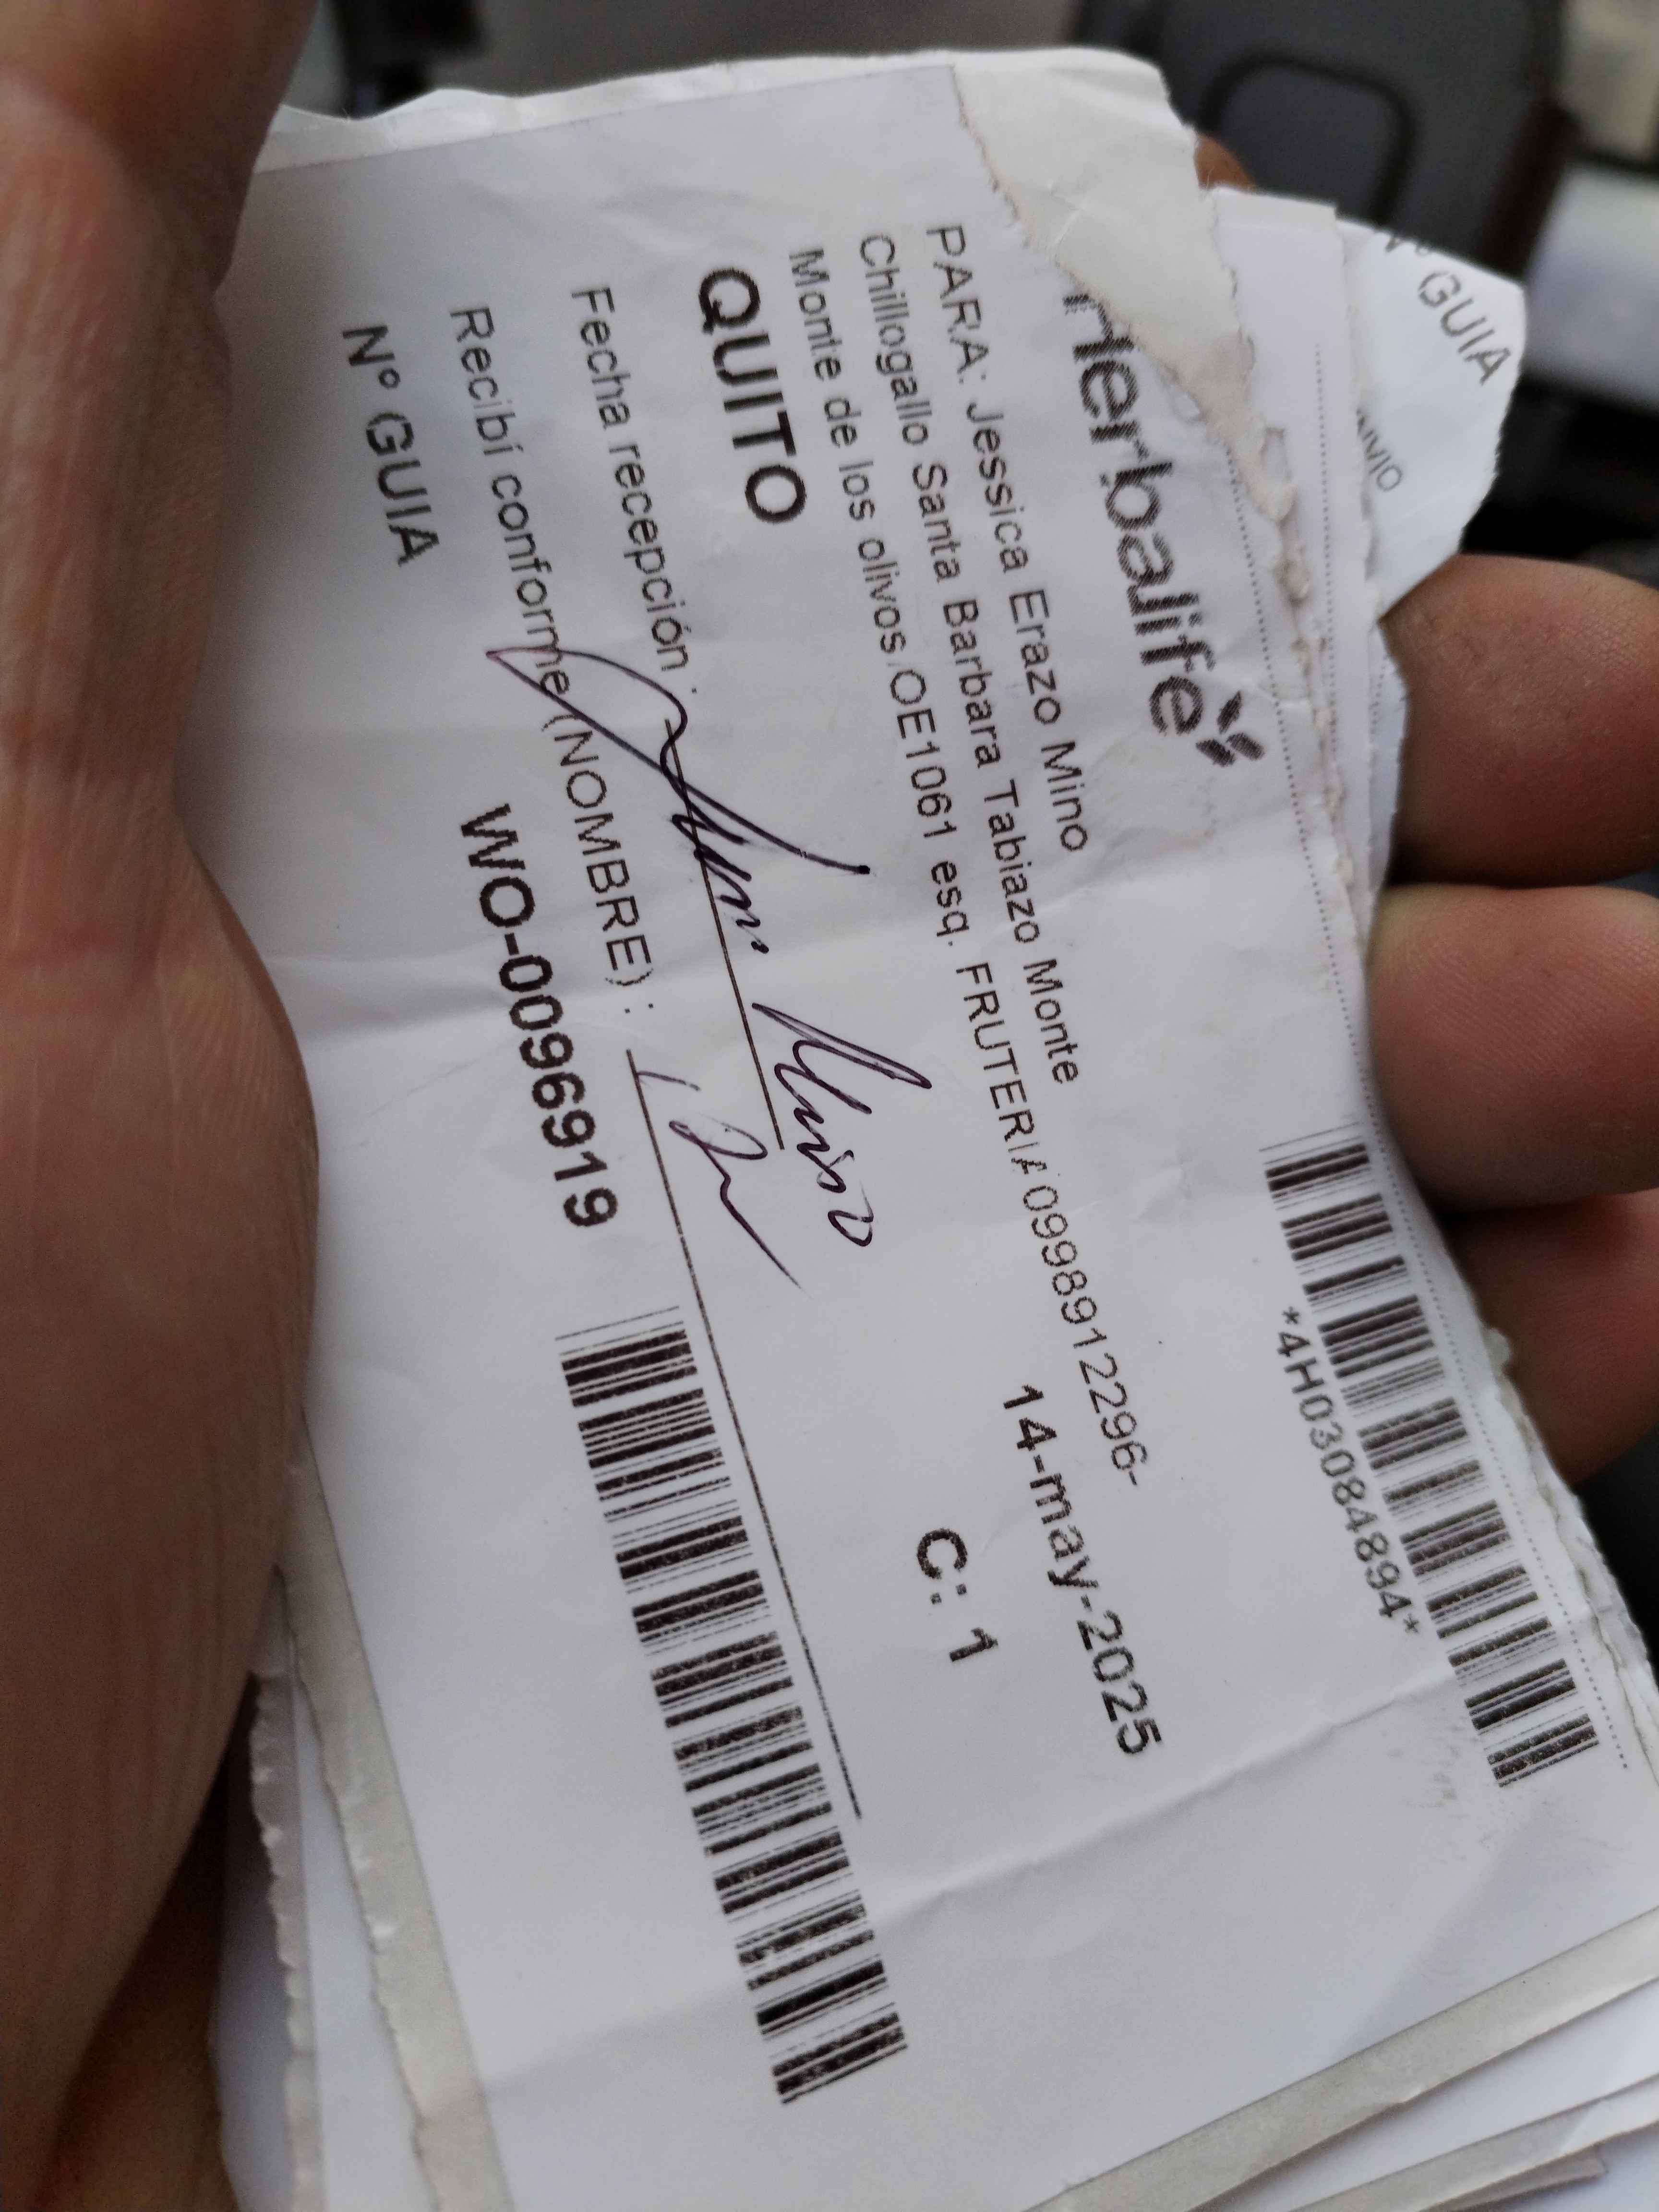 Herbalife
*4H03084894*
PARA: Jessica Erazo Mino
Chillogallo Santa Barbara Tabiazo Monte
Monte de los olivos OE1061 esq. FRUTERIA 0998912296-
14-may-2025
QUITO
C: 1
Fecha recepción :
Recibí conforme (NOMBRE) :
Nº GUIA
WO-0096919
Nº GUIA